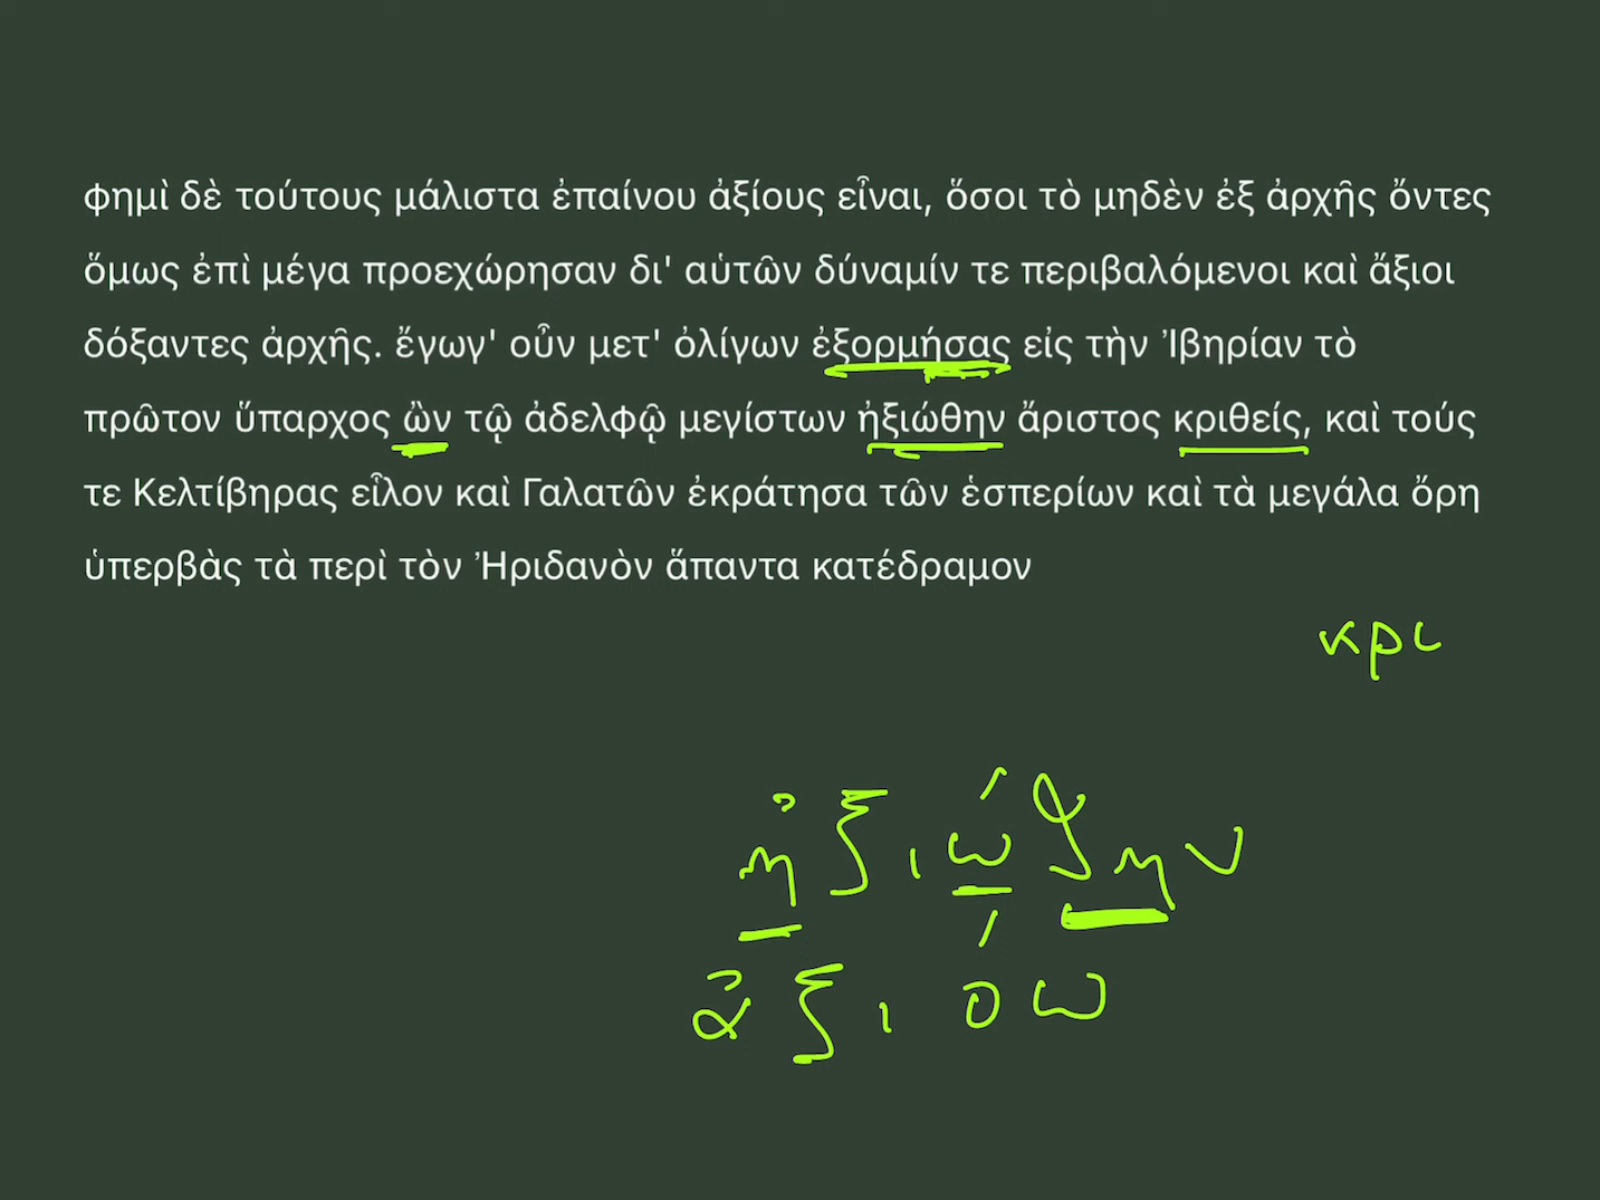 φημὶ δὲ τούτους μάλιστα ἐπαίνου ἀξίους εἶναι, ὅσοι τὸ μηδὲν ἐξ ἀρχῆς ὄντες
ὅμως ἐπὶ μέγα προεχώρησαν δι' αὑτῶν δύναμίν τε περιβαλόμενοι καὶ ἄξιοι
δόξαντες ἀρχῆς. ἔγωγ' οὖν μετ' ὀλίγων ἐξορμήσας εἰς τὴν Ἰβηρίαν τὸ
πρῶτον ὕπαρχος ὢν τῷ ἀδελφῷ μεγίστων ἠξιώθην ἄριστος κριθείς, καὶ τούς
τε Κελτίβηρας εἷλον καὶ Γαλατῶν ἐκράτησα τῶν ἑσπερίων καὶ τὰ μεγάλα ὄρη
ὑπερβὰς τὰ περὶ τὸν Ἠριδανὸν ἅπαντα κατέδραμον
κρι
ἠξιώθην
ἀξιόω